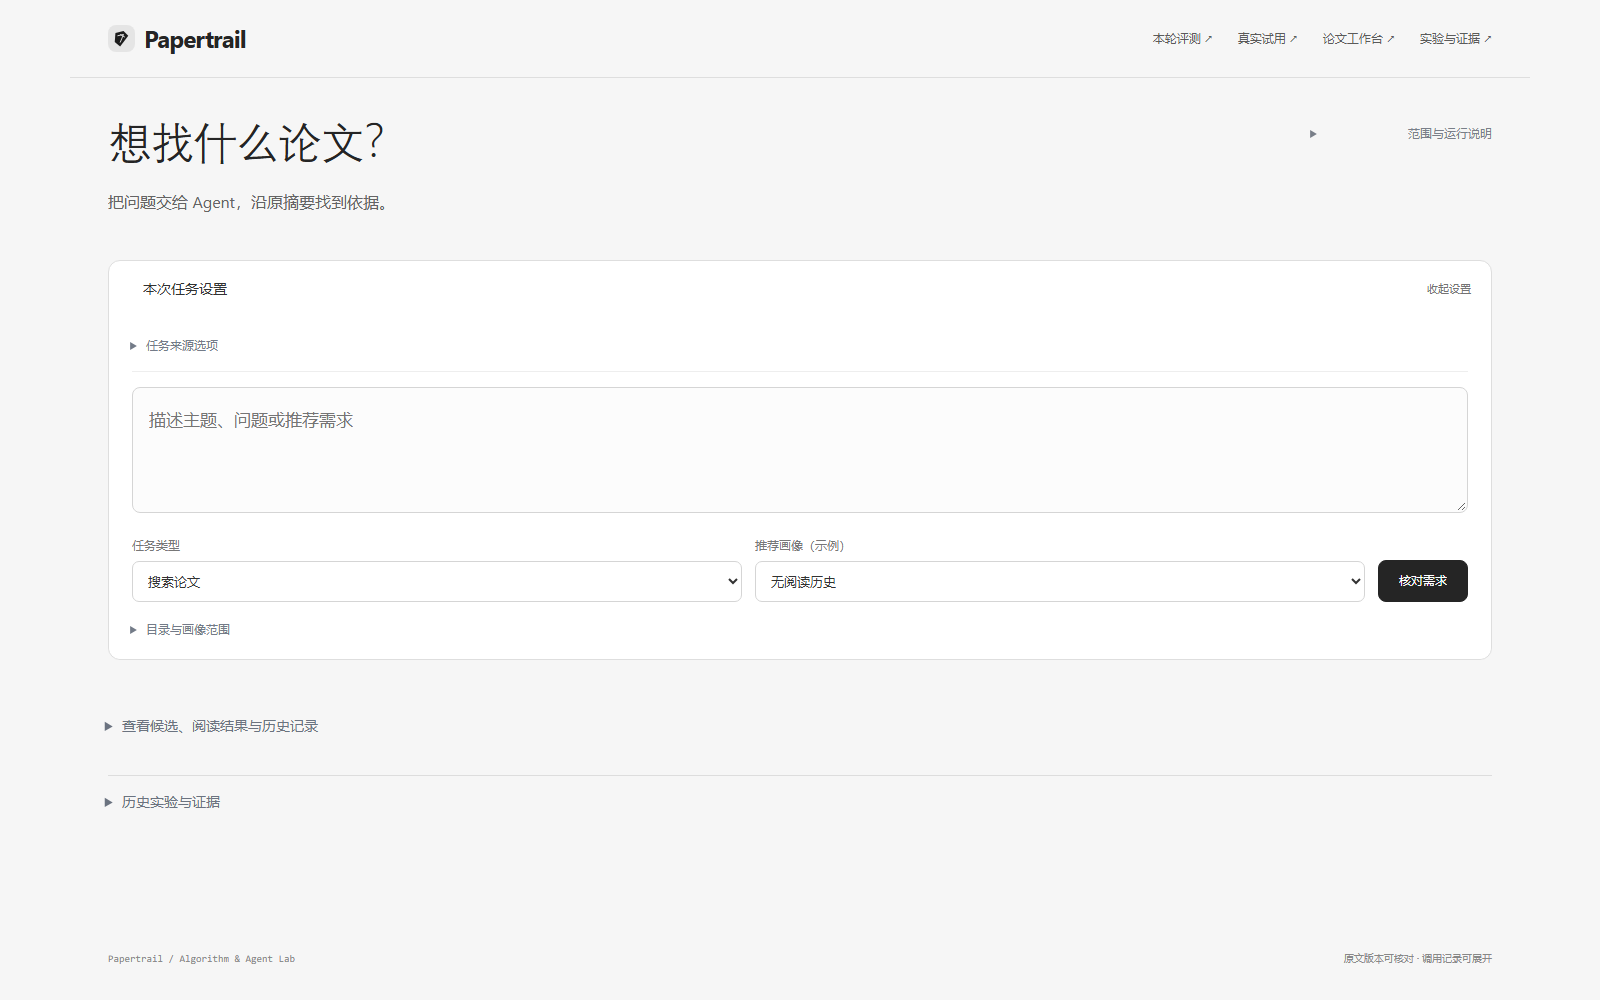 Papertrail
本轮评测 ↗ 真实试用 ↗ 论文工作台 ↗ 实验与证据 ↗
想找什么论文？
▶ 范围与运行说明
把问题交给 Agent，沿原摘要找到依据。
本次任务设置 收起设置
▶ 任务来源选项
描述主题、问题或推荐需求
任务类型 推荐画像（示例）
搜索论文 无阅读历史 核对需求
▶ 目录与画像范围
▶ 查看候选、阅读结果与历史记录
▶ 历史实验与证据
Papertrail / Algorithm & Agent Lab 原文版本可核对 · 调用记录可展开